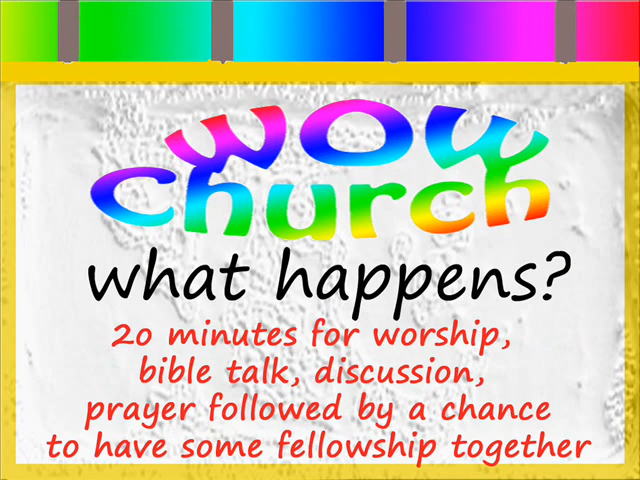 wow
church
what happens?
20 minutes for worship,
bible talk, discussion,
prayer followed by a chance
to have some fellowship together